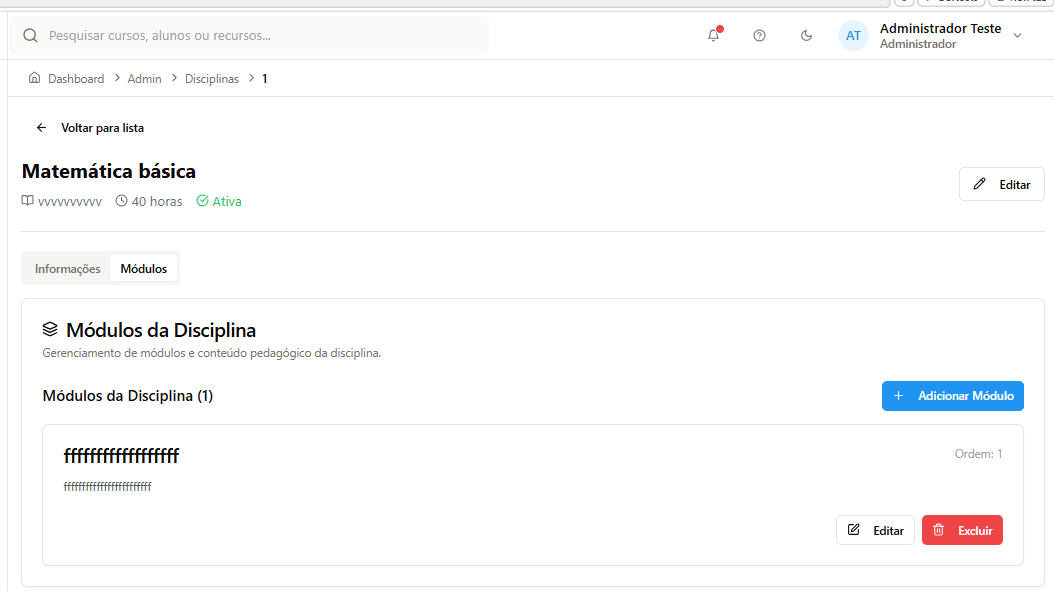 Pesquisar cursos, alunos ou recursos...
AT
Administrador Teste
Administrador
Dashboard > Admin > Disciplinas > 1
Voltar para lista
Matemática básica
Editar
vvvvvvvvvv 40 horas Ativa
Informações Módulos
Módulos da Disciplina
Gerenciamento de módulos e conteúdo pedagógico da disciplina.
Módulos da Disciplina (1)
+ Adicionar Módulo
ffffffffffffffffff
Ordem: 1
ffffffffffffffffffffffff
Editar
Excluir